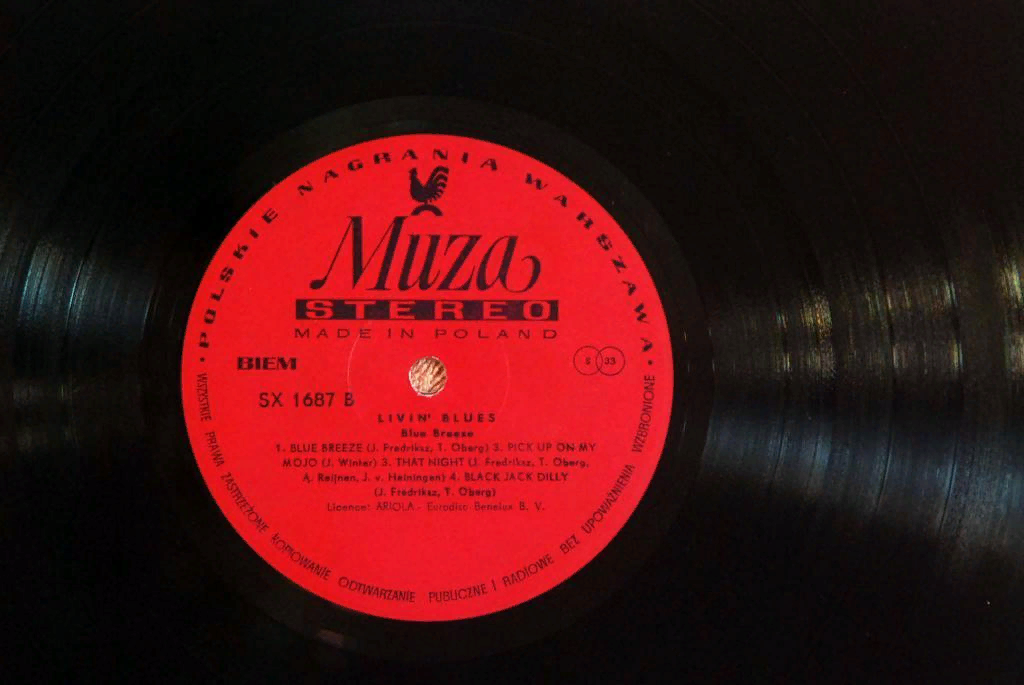 • POLSKIE NAGRANIA WARSZAWA •
Muza
STEREO
MADE IN POLAND
BIEM
S 33
SX 1687 B
LIVIN' BLUES
Blue Breeze
1. BLUE BREEZE (J. Fredriksz, T. Oberg) 3. PICK UP ON MY
MOJO (J. Winter) 3. THAT NIGHT (J. Fredriksz, T. Oberg,
A. Reijnen, J. v. Heiningen) 4. BLACK JACK DILLY
(J. Fredriksz, T. Oberg)
Licence: ARIOLA - Eurodisc Benelux B. V.
WSZYSTKIE PRAWA ZASTRZEŻONE KOPIOWANIE ODTWARZANIE PUBLICZNE I RADIOWE BEZ UPOWAŻNIENIA WZBRONIONE